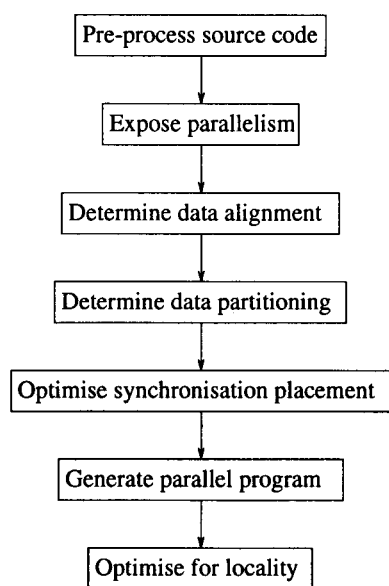 Pre-process source code
Expose parallelism
Determine data alignment
Determine data partitioning
Optimise synchronisation placement
Generate parallel program
Optimise for locality